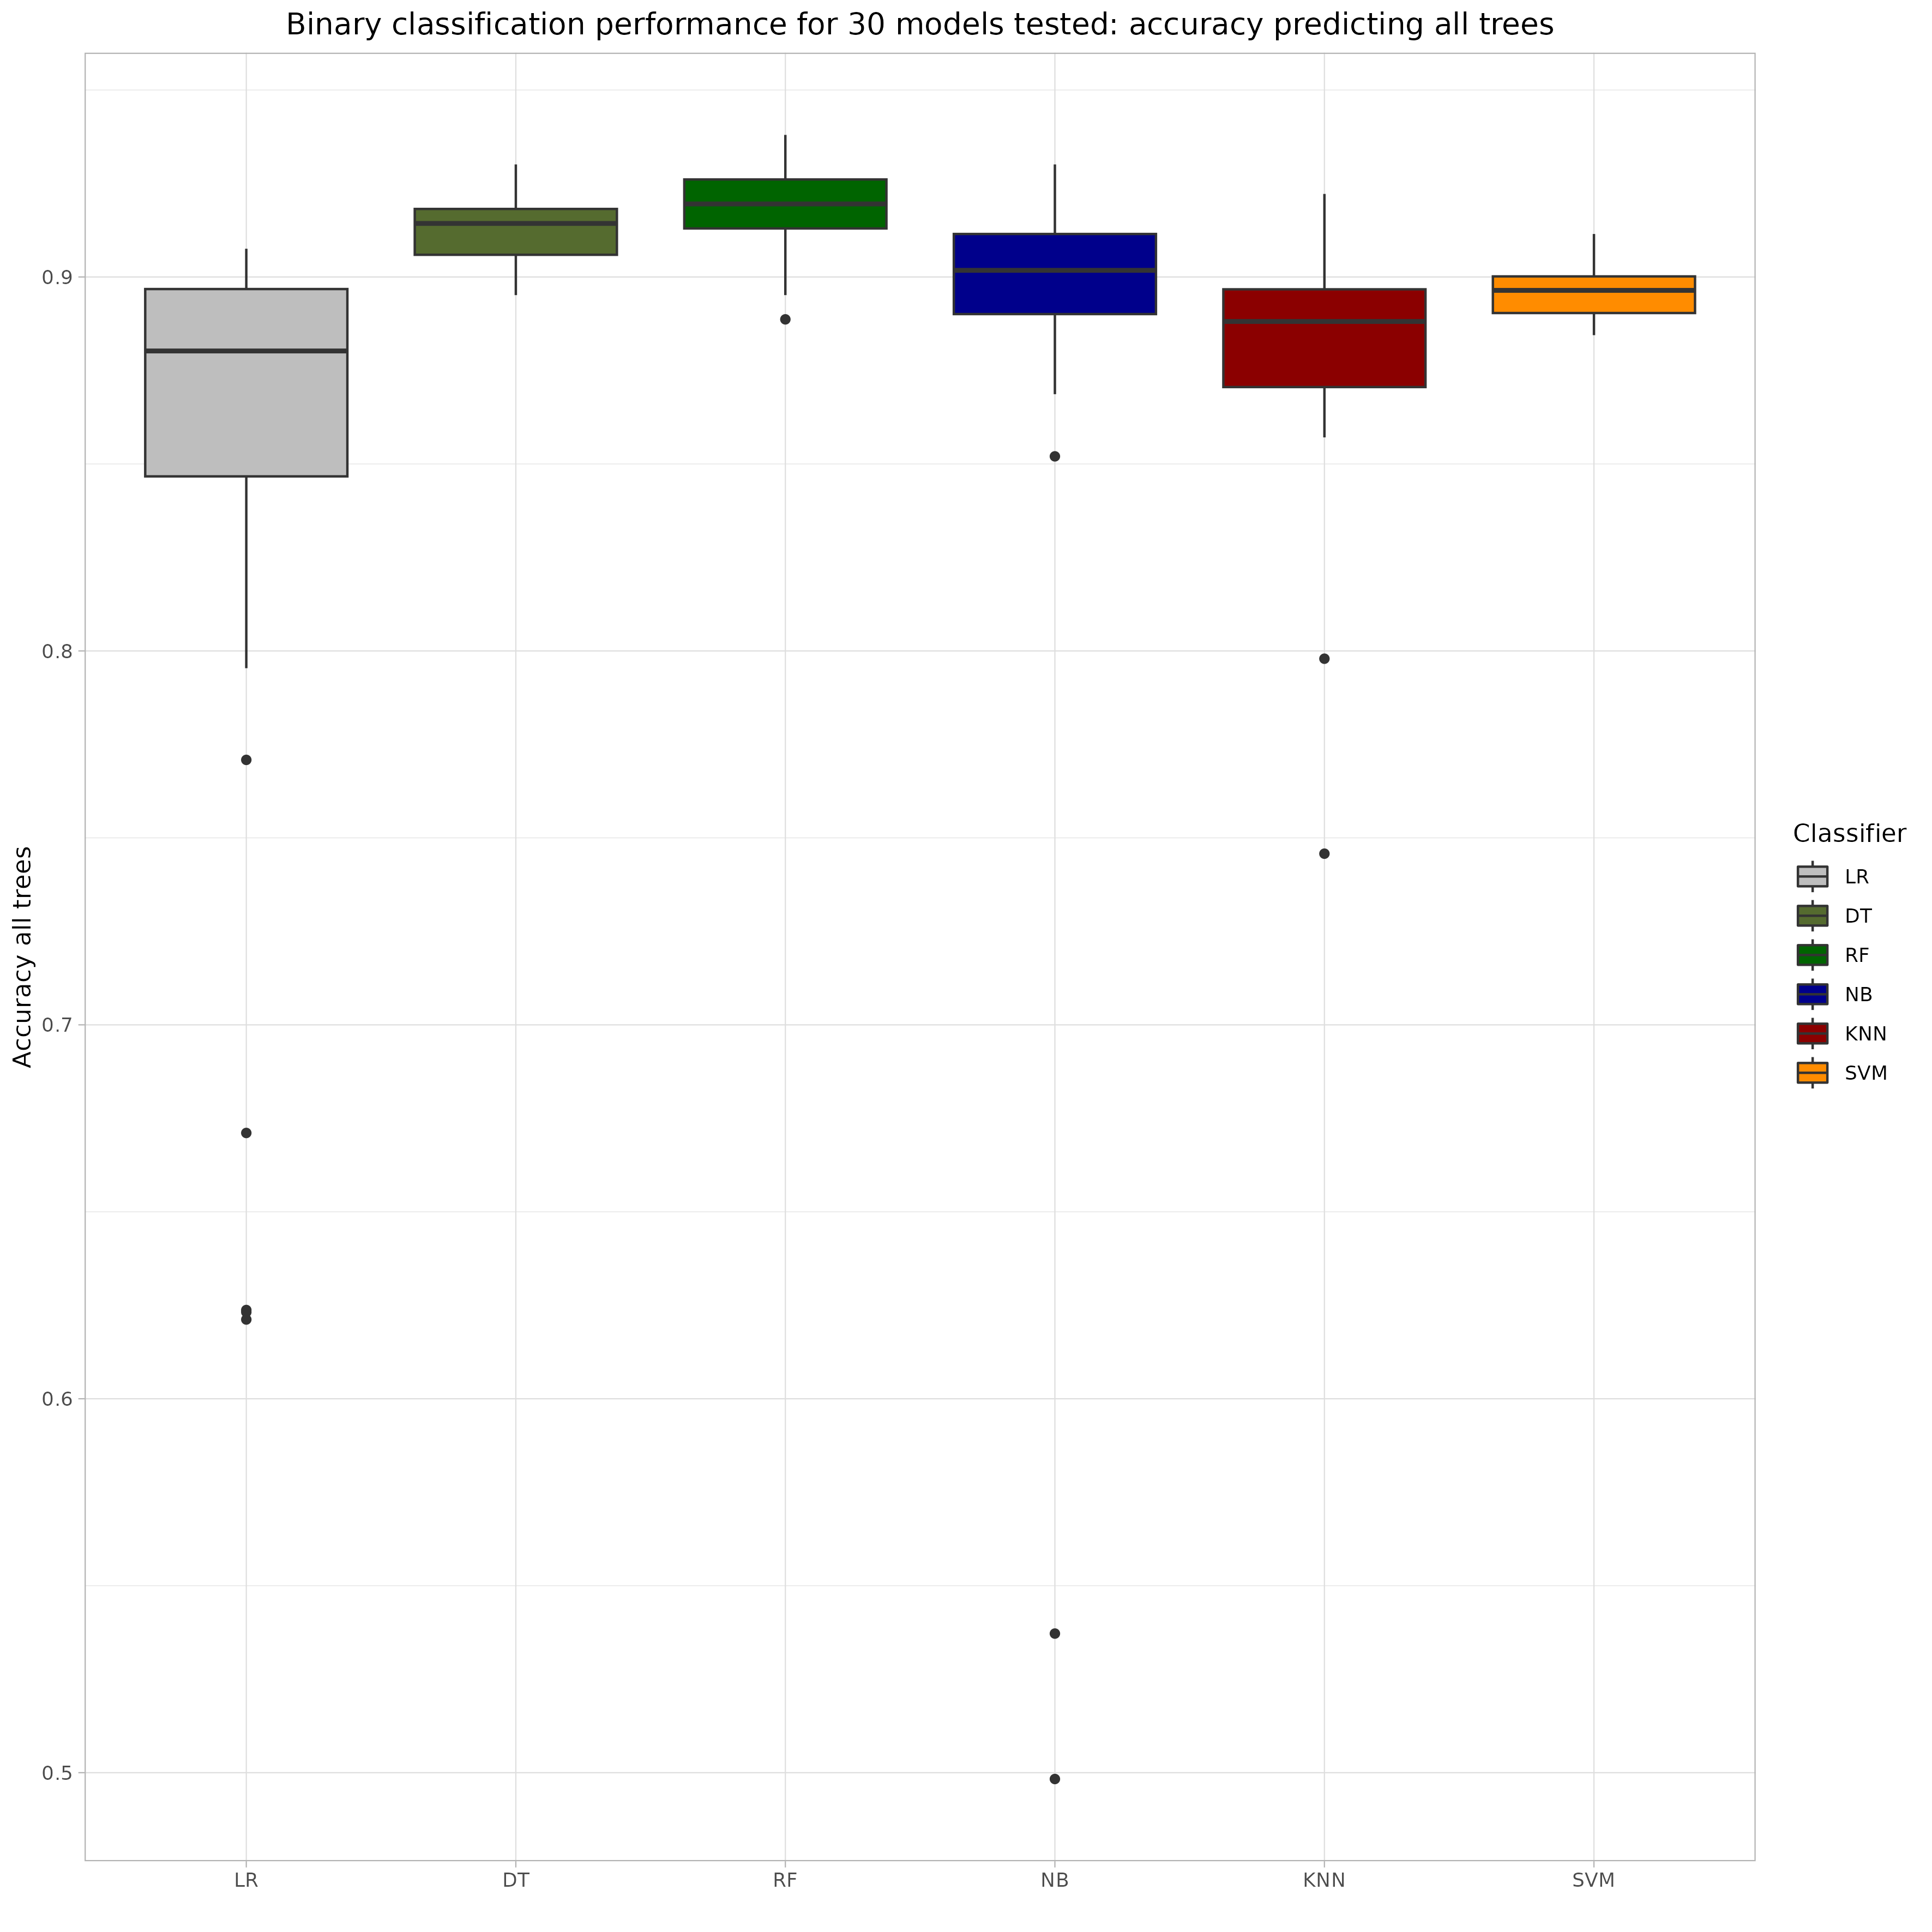 Binary classification performance for 30 models tested: accuracy predicting all trees
Accuracy all trees
0.9
0.8
0.7
0.6
0.5
LR
DT
RF
NB
KNN
SVM
Classifier
LR
DT
RF
NB
KNN
SVM